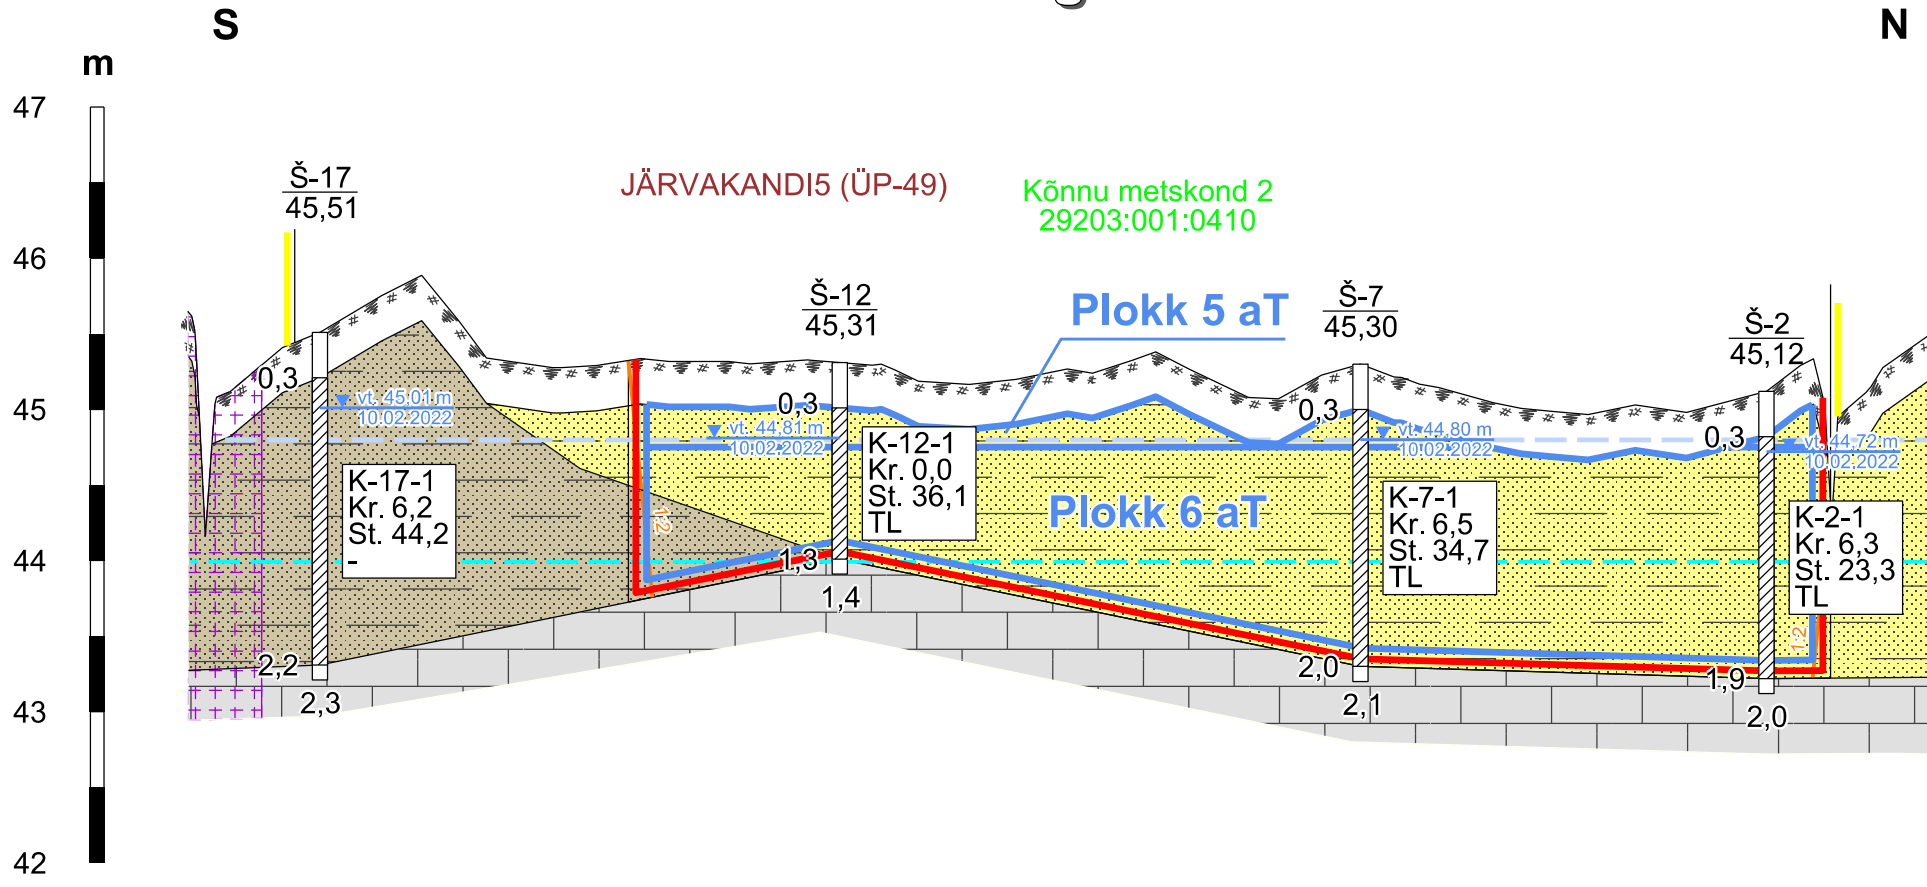 S
N
m
47
46
45
44
43
42
Š-17
45,51
JÄRVAKANDI5 (ÜP-49)
Kõnnu metskond 2
29203:001:0410
Š-12
45,31
Plokk 5 aT
Š-7
45,30
Š-2
45,12
0,3
vt. 45,01 m
10.02.2022
0,3
vt. 44,81 m
10.02.2022
0,3
vt. 44,80 m
10.02.2022
0,3
vt. 44,72 m
10.02.2022
K-17-1
Kr. 6,2
St. 44,2
-
K-12-1
Kr. 0,0
St. 36,1
TL
Plokk 6 aT
K-7-1
Kr. 6,5
St. 34,7
TL
K-2-1
Kr. 6,3
St. 23,3
TL
1:2
1:2
1,3
1,4
2,2
2,3
2,0
2,1
1,9
2,0